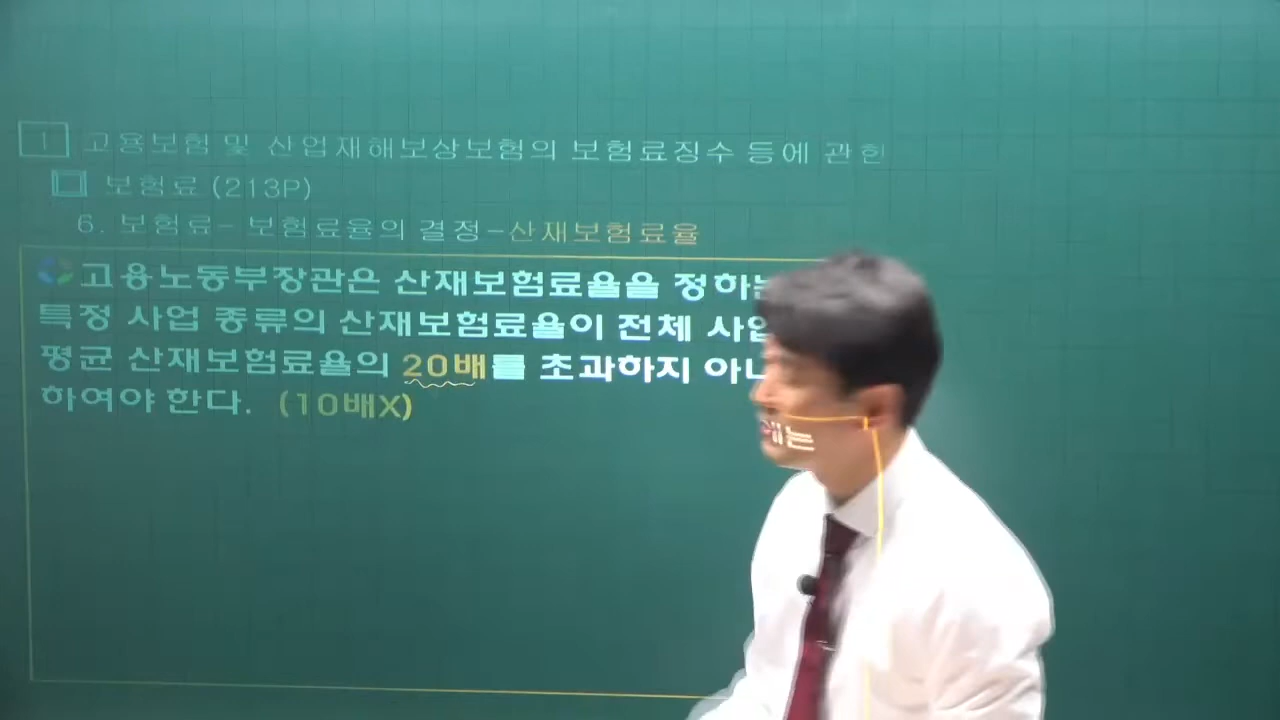 1 고용보험 및 산업재해보상보험의 보험료징수 등에 관한
보험료 (213P)
6. 보험료- 보험료율의 결정-산재보험료율
고용노동부장관은 산재보험료율을 정하는
특정 사업 종류의 산재보험료율이 전체
평균 산재보험료율의 20배를 초과하지
하여야 한다. (10배X)
에는